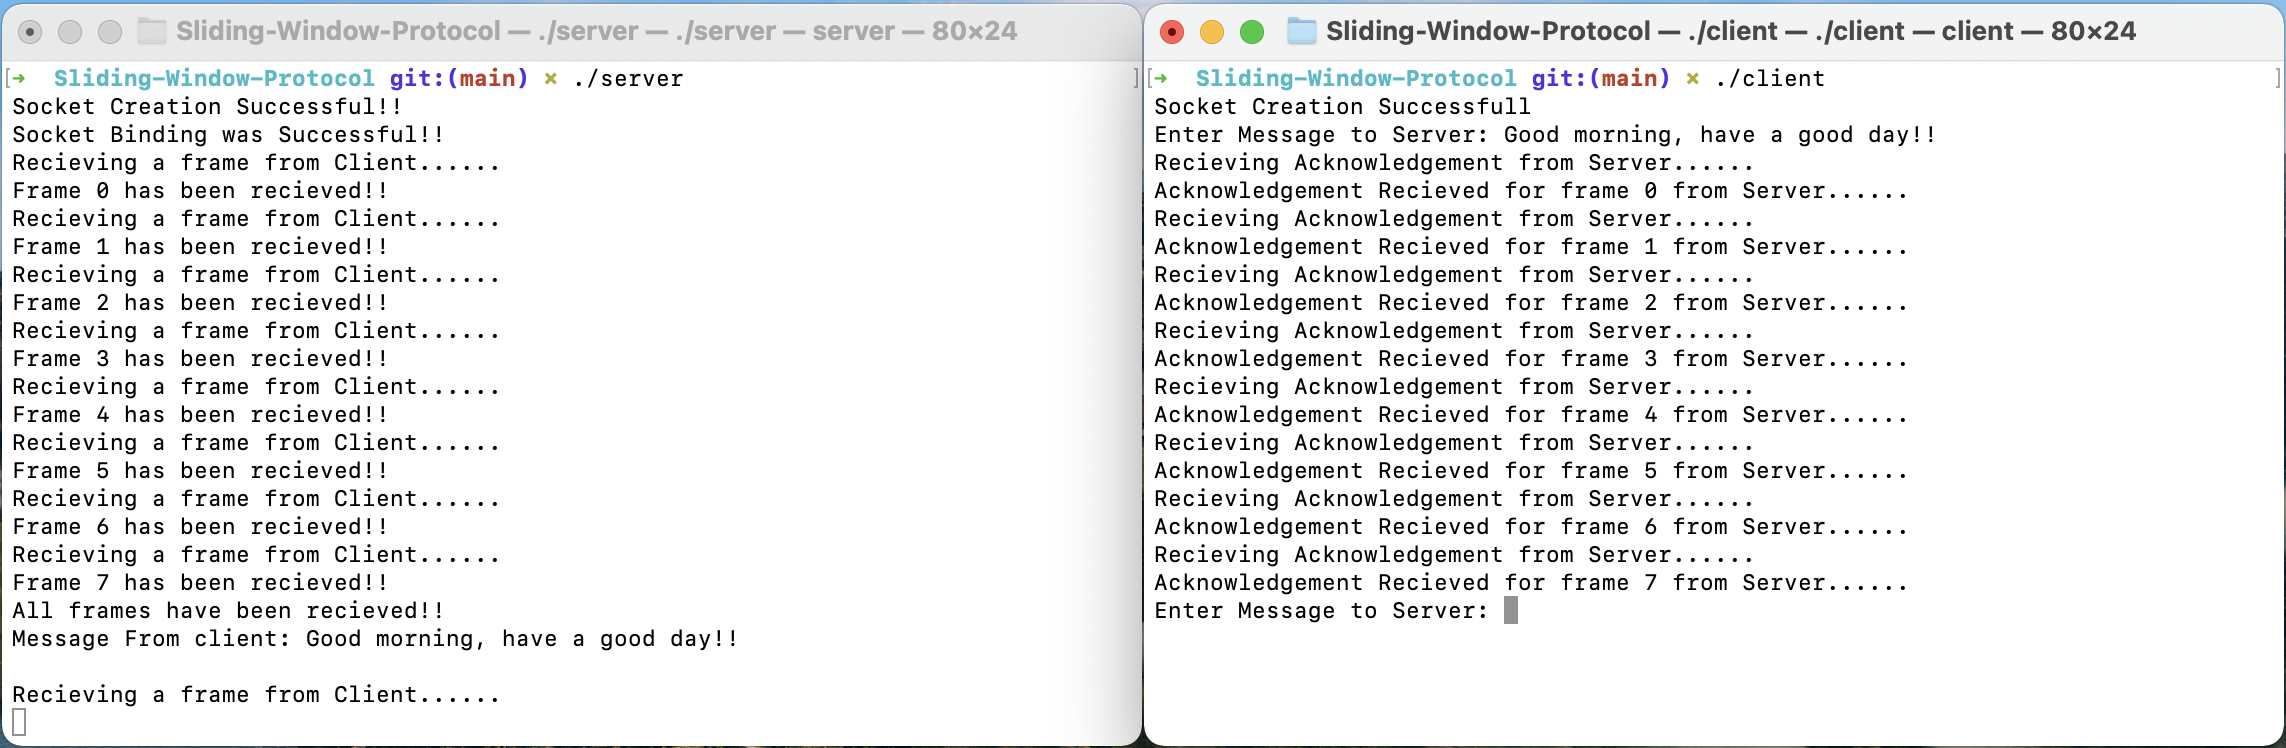 Sliding-Window-Protocol — ./server — ./server — server — 80×24
[➜  Sliding-Window-Protocol git:(main) × ./server ]
Socket Creation Successful!!
Socket Binding was Successful!!
Recieving a frame from Client......
Frame 0 has been recieved!!
Recieving a frame from Client......
Frame 1 has been recieved!!
Recieving a frame from Client......
Frame 2 has been recieved!!
Recieving a frame from Client......
Frame 3 has been recieved!!
Recieving a frame from Client......
Frame 4 has been recieved!!
Recieving a frame from Client......
Frame 5 has been recieved!!
Recieving a frame from Client......
Frame 6 has been recieved!!
Recieving a frame from Client......
Frame 7 has been recieved!!
All frames have been recieved!!
Message From client: Good morning, have a good day!!
Recieving a frame from Client......
Sliding-Window-Protocol — ./client — ./client — client — 80×24
[➜  Sliding-Window-Protocol git:(main) × ./client ]
Socket Creation Successfull
Enter Message to Server: Good morning, have a good day!!
Recieving Acknowledgement from Server......
Acknowledgement Recieved for frame 0 from Server......
Recieving Acknowledgement from Server......
Acknowledgement Recieved for frame 1 from Server......
Recieving Acknowledgement from Server......
Acknowledgement Recieved for frame 2 from Server......
Recieving Acknowledgement from Server......
Acknowledgement Recieved for frame 3 from Server......
Recieving Acknowledgement from Server......
Acknowledgement Recieved for frame 4 from Server......
Recieving Acknowledgement from Server......
Acknowledgement Recieved for frame 5 from Server......
Recieving Acknowledgement from Server......
Acknowledgement Recieved for frame 6 from Server......
Recieving Acknowledgement from Server......
Acknowledgement Recieved for frame 7 from Server......
Enter Message to Server: